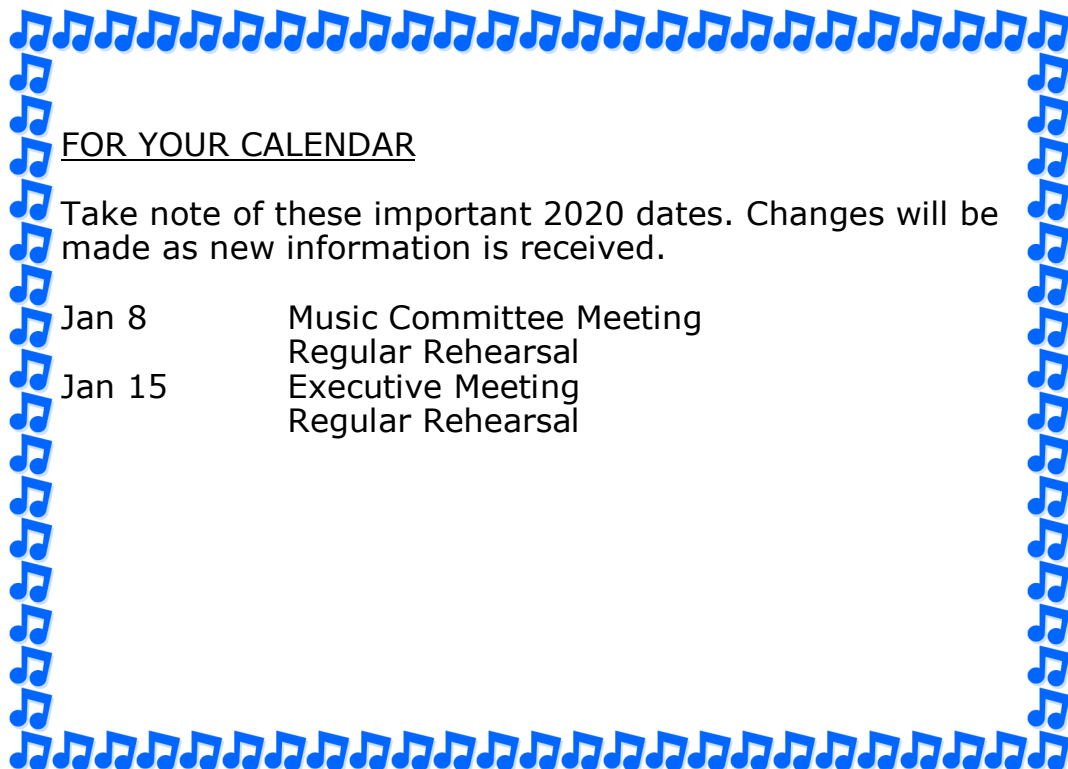 FOR YOUR CALENDAR
Take note of these important 2020 dates. Changes will be
made as new information is received.
Jan 8 Music Committee Meeting
Regular Rehearsal
Jan 15 Executive Meeting
Regular Rehearsal